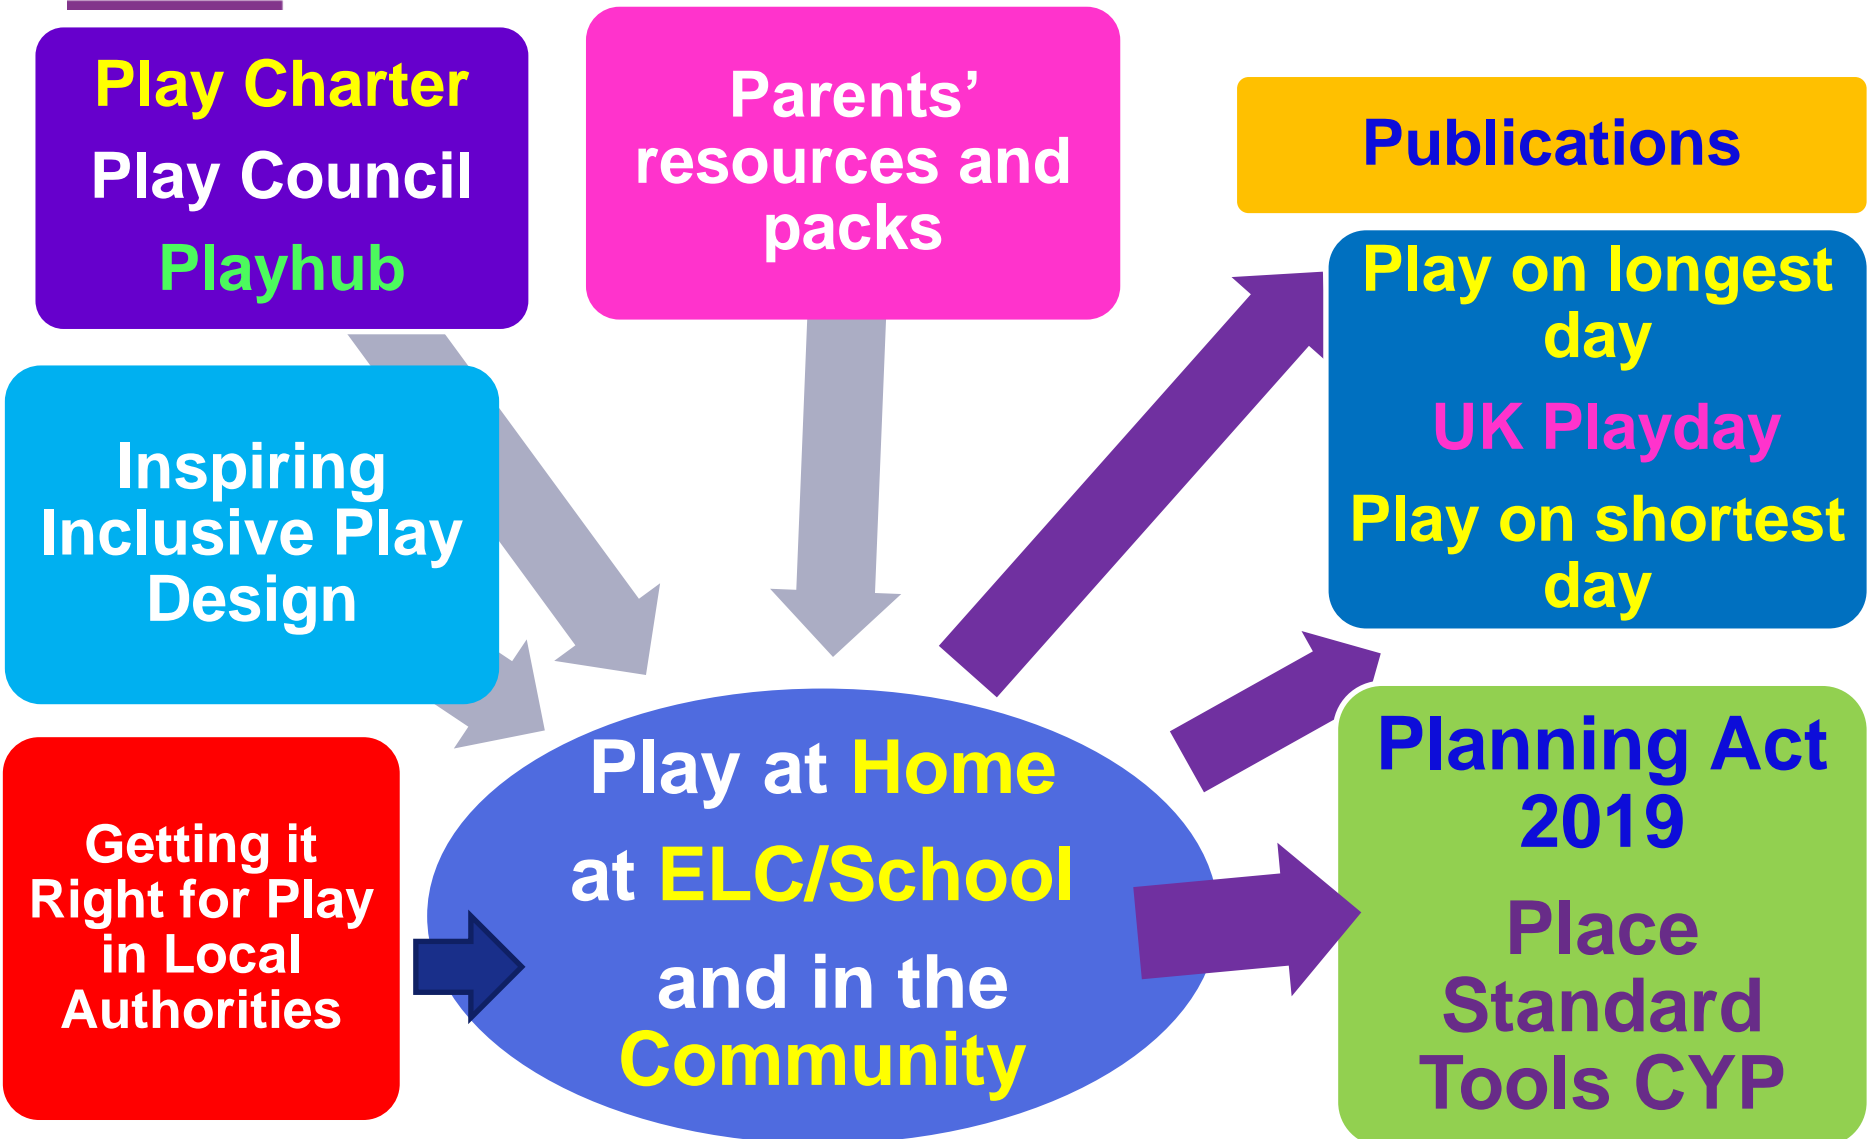 Play Charter
Play Council
Playhub
Parents’
resources and
packs
Publications
Play on longest
day
UK Playday
Play on shortest
day
Inspiring
Inclusive Play
Design
Getting it
Right for Play
in Local
Authorities
Play at Home
at ELC/School
and in the
Community
Planning Act
2019
Place
Standard
Tools CYP